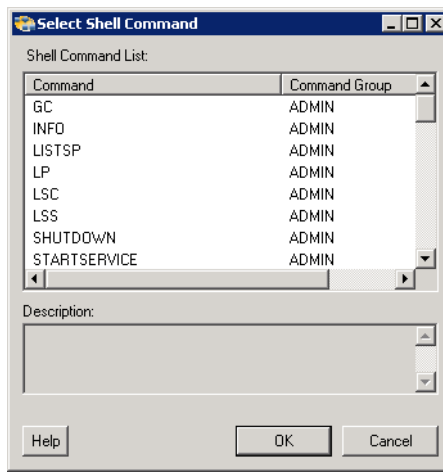 Select Shell Command
Shell Command List:
Command Command Group
GC ADMIN
INFO ADMIN
LISTSP ADMIN
LP ADMIN
LSC ADMIN
LSS ADMIN
SHUTDOWN ADMIN
STARTSERVICE ADMIN
Description:
Help OK Cancel